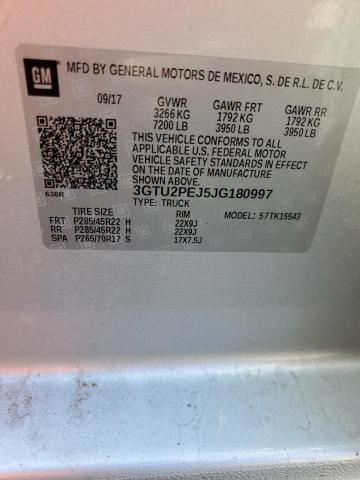 GM
MFD BY GENERAL MOTORS DE MEXICO, S. DE R.L. DE C.V.
09/17 GVWR GAWR FRT GAWR RR
3266 KG 1792 KG 1792 KG
7200 LB 3950 LB 3950 LB
THIS VEHICLE CONFORMS TO ALL
APPLICABLE U.S. FEDERAL MOTOR
VEHICLE SAFETY AND THEFT
PREVENTION STANDARDS IN EFFECT
ON THE DATE OF MANUFACTURE
SHOWN ABOVE.
636R 3GTU2PEJ5JG180997
TYPE: TRUCK MODEL: 57TK15543
TIRE SIZE RIM
FRT P285/45R22 H 22X9J
RR P285/45R22 H 22X9J
SPA P265/70R17 S 17X7.5J